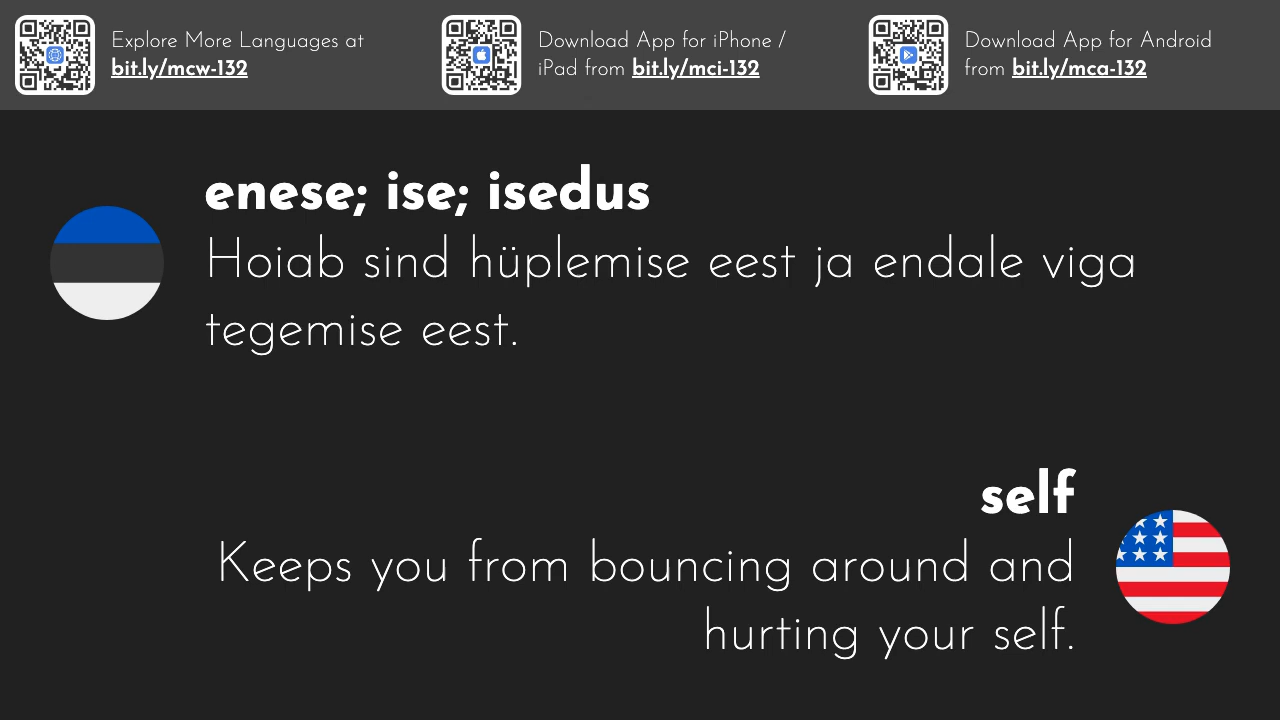 Explore More Languages at
bit.ly/mcw-132
Download App for iPhone /
iPad from bit.ly/mci-132
Download App for Android
from bit.ly/mca-132
enese; ise; isedus
Hoiab sind hüplemise eest ja endale viga
tegemise eest.
self
Keeps you from bouncing around and
hurting your self.